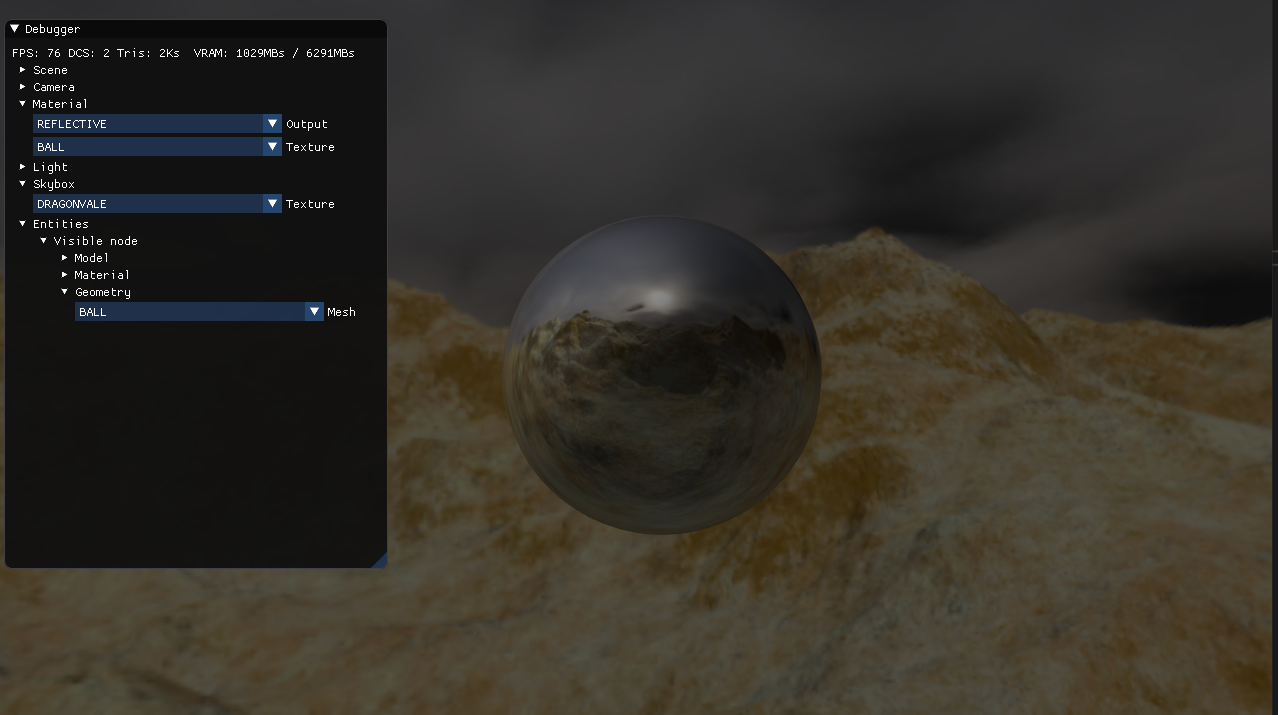 Debugger
FPS: 76 DCS: 2 Tris: 2Ks  VRAM: 1029MBs / 6291MBs
Scene
Camera
Material
REFLECTIVE Output
BALL Texture
Light
Skybox
DRAGONVALE Texture
Entities
Visible node
Model
Material
Geometry
BALL Mesh